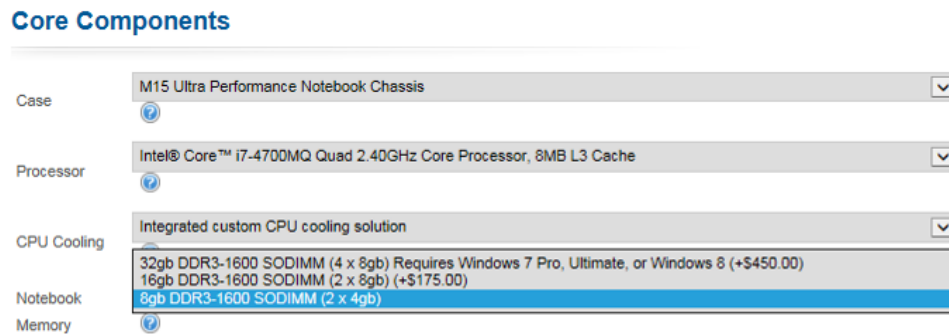 Core Components
Case
M15 Ultra Performance Notebook Chassis
Processor
Intel® Core™ i7-4700MQ Quad 2.40GHz Core Processor, 8MB L3 Cache
CPU Cooling
Integrated custom CPU cooling solution
32gb DDR3-1600 SODIMM (4 x 8gb) Requires Windows 7 Pro, Ultimate, or Windows 8 (+$450.00)
16gb DDR3-1600 SODIMM (2 x 8gb) (+$175.00)
Notebook
Memory
8gb DDR3-1600 SODIMM (2 x 4gb)